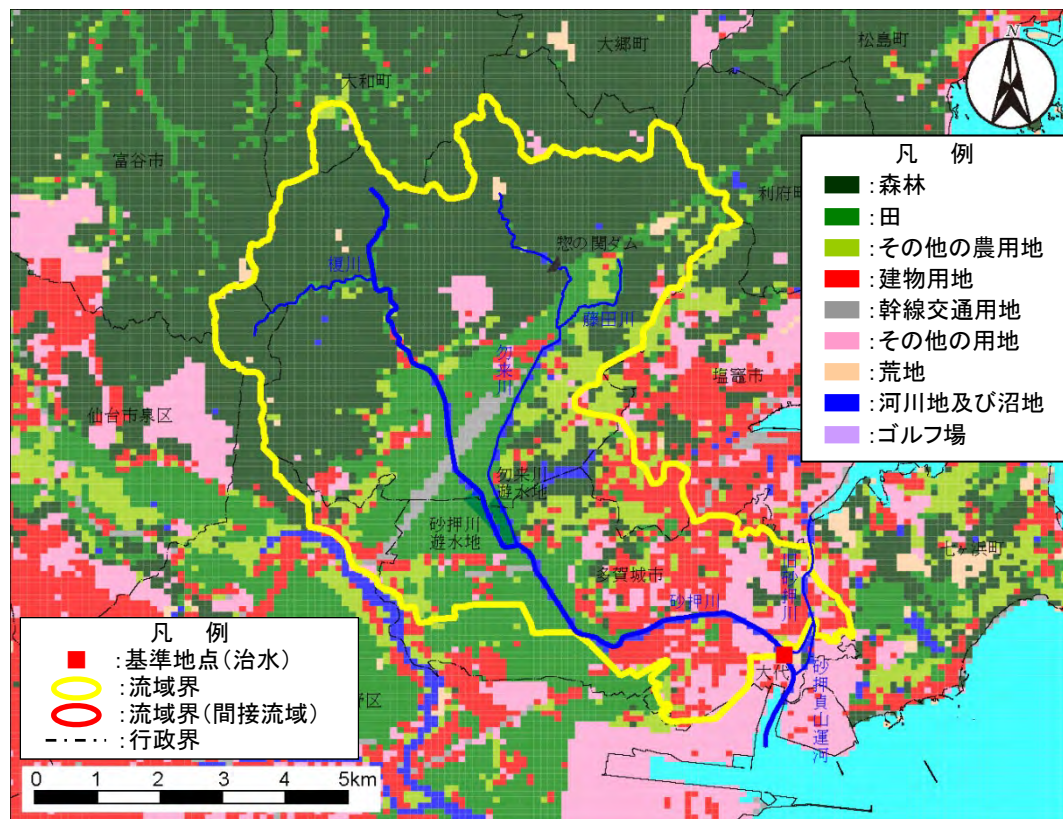 大郷町
松島町
N
大和町
富谷市
利府町
凡 例
:森林
:田
:その他の農用地
:建物用地
:幹線交通用地
:その他の用地
:荒地
:河川地及び沼地
:ゴルフ場
惣の関ダム
榎川
藤田川
勿来川
塩竈市
仙台市泉区
勿来川
遊水地
砂押川
遊水地
多賀城市
旧砂押川
七ヶ浜町
砂押川
大代
砂押貞山運河
野区
凡 例
:基準地点(治水)
:流域界
:流域界(間接流域)
:行政界
0 1 2 3 4 5km